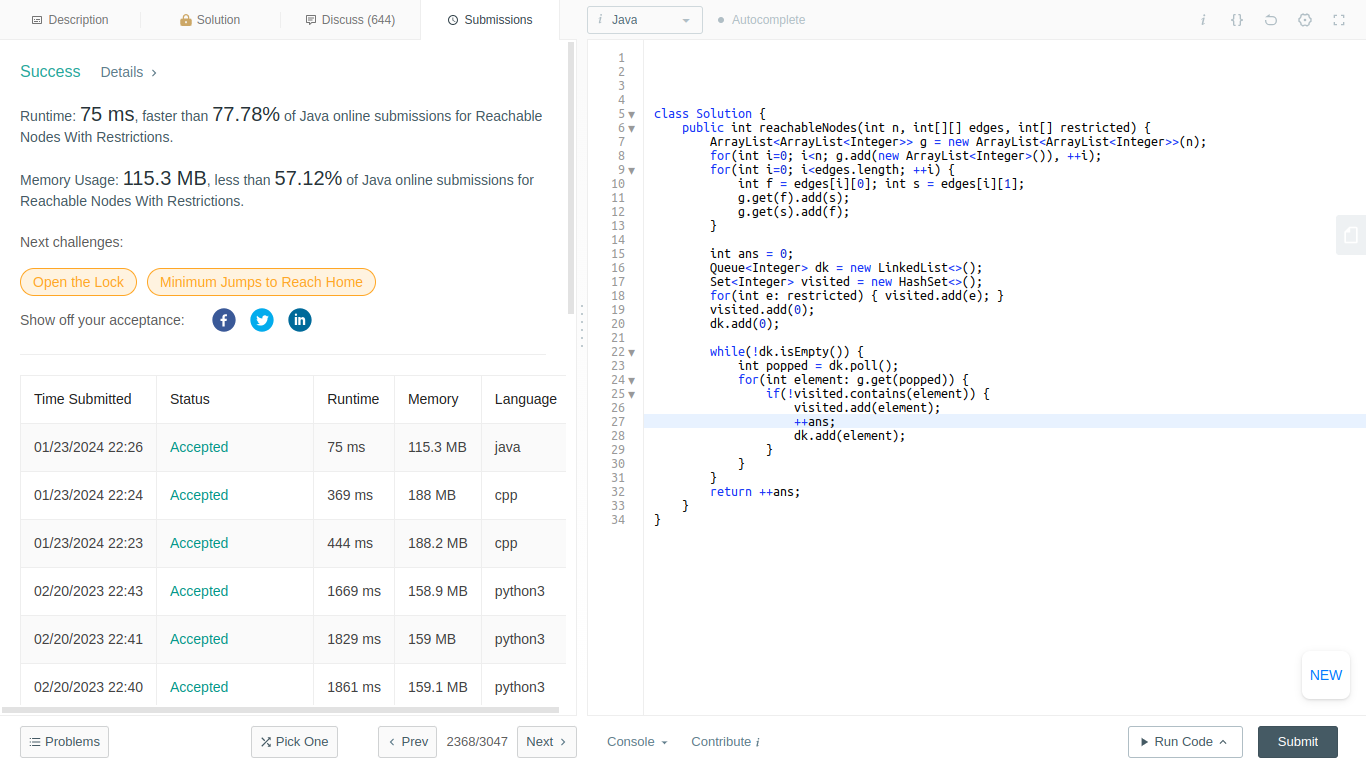 Description
Solution
Discuss (644)
Submissions
i Java
Autocomplete
i {}
Success Details
Runtime: 75 ms, faster than 77.78% of Java online submissions for Reachable
Nodes With Restrictions.
Memory Usage: 115.3 MB, less than 57.12% of Java online submissions for
Reachable Nodes With Restrictions.
Next challenges:
Open the Lock Minimum Jumps to Reach Home
Show off your acceptance:
Time Submitted Status Runtime Memory Language
01/23/2024 22:26 Accepted 75 ms 115.3 MB java
01/23/2024 22:24 Accepted 369 ms 188 MB cpp
01/23/2024 22:23 Accepted 444 ms 188.2 MB cpp
02/20/2023 22:43 Accepted 1669 ms 158.9 MB python3
02/20/2023 22:41 Accepted 1829 ms 159 MB python3
02/20/2023 22:40 Accepted 1861 ms 159.1 MB python3
1
2
3
4
5 class Solution {
6 public int reachableNodes(int n, int[][] edges, int[] restricted) {
7 ArrayList<ArrayList<Integer>> g = new ArrayList<ArrayList<Integer>>(n);
8 for(int i=0; i<n; g.add(new ArrayList<Integer>()), ++i);
9 for(int i=0; i<edges.length; ++i) {
10 int f = edges[i][0]; int s = edges[i][1];
11 g.get(f).add(s);
12 g.get(s).add(f);
13 }
14
15 int ans = 0;
16 Queue<Integer> dk = new LinkedList<>();
17 Set<Integer> visited = new HashSet<>();
18 for(int e: restricted) { visited.add(e); }
19 visited.add(0);
20 dk.add(0);
21
22 while(!dk.isEmpty()) {
23 int popped = dk.poll();
24 for(int element: g.get(popped)) {
25 if(!visited.contains(element)) {
26 visited.add(element);
27 ++ans;
28 dk.add(element);
29 }
30 }
31 }
32 return ++ans;
33 }
34 }
NEW
Problems
Pick One
Prev
2368/3047
Next
Console
Contribute i
Run Code
Submit